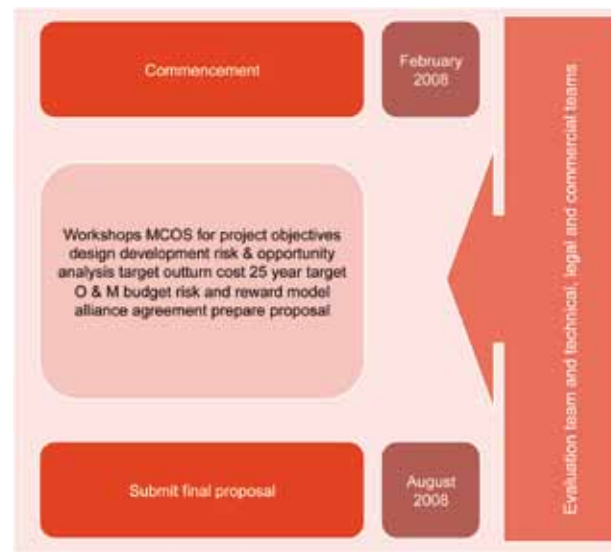 Commencement
February
2008
Workshops MCOS for project objectives
design development risk & opportunity
analysis target outturn cost 25 year target
O & M budget risk and reward model
alliance agreement prepare proposal
Submit final proposal
August
2008
Evaluation team and technical, legal and commercial teams